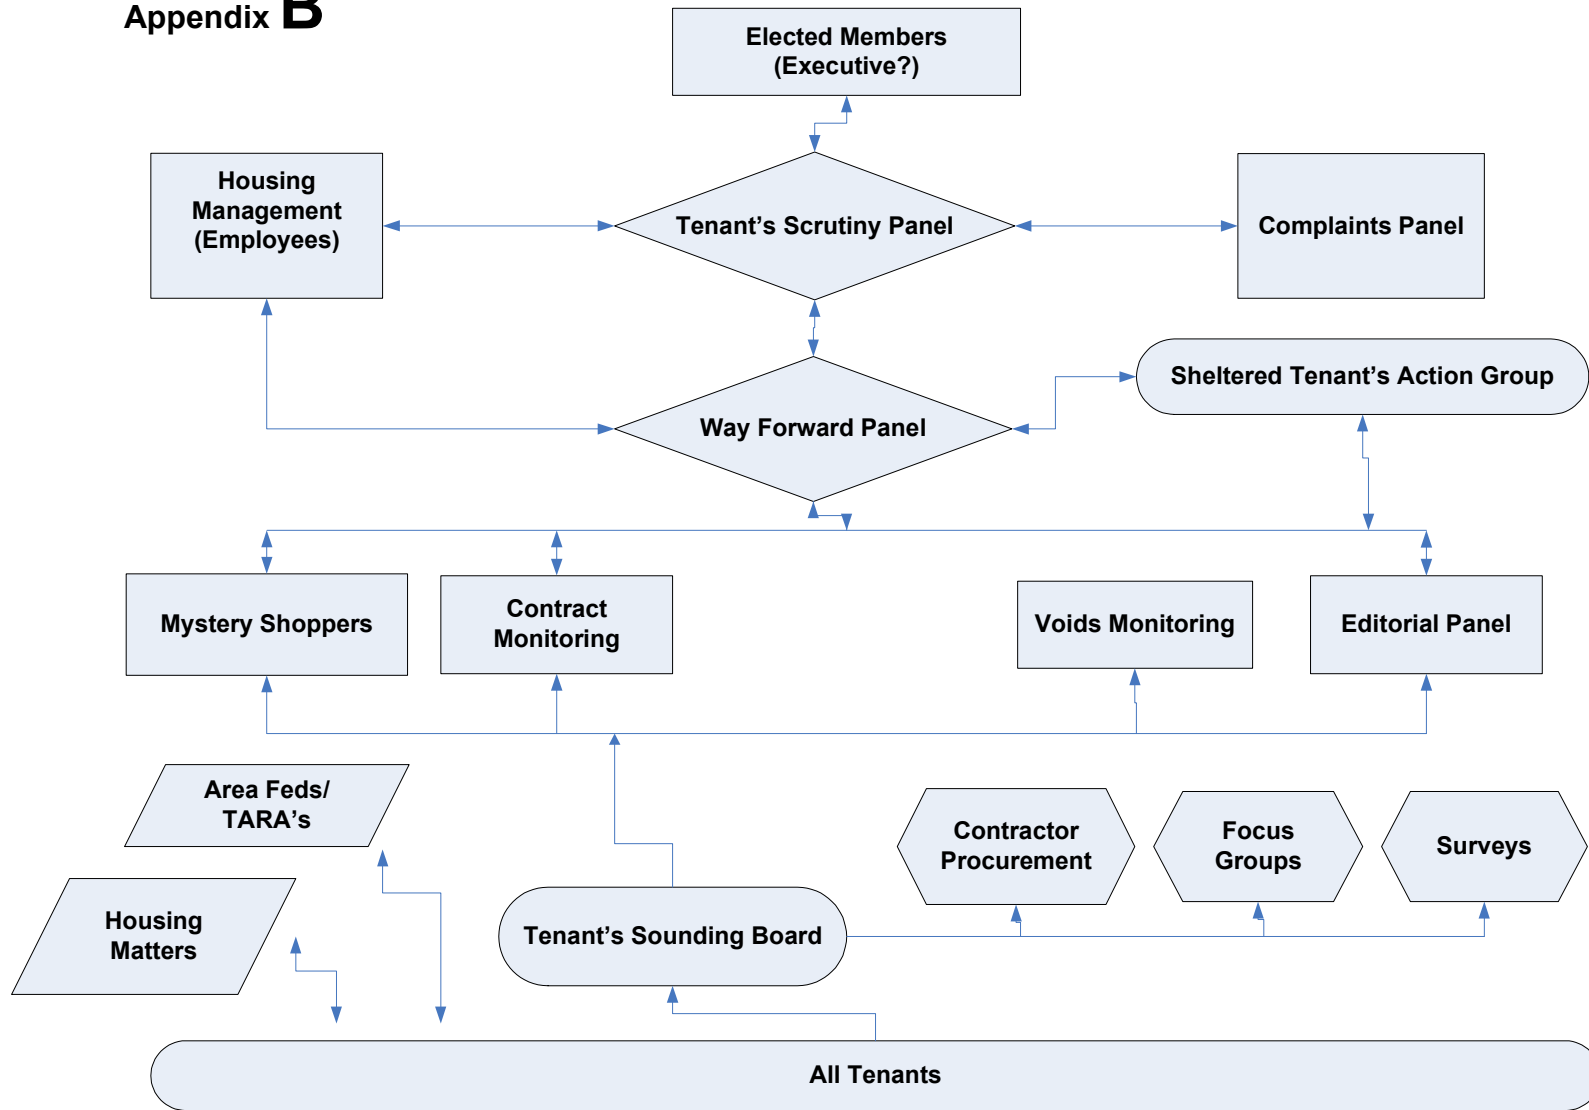 Appendix B
Elected Members
(Executive?)
Housing
Management
(Employees)
Tenant’s Scrutiny Panel
Complaints Panel
Sheltered Tenant’s Action Group
Way Forward Panel
Mystery Shoppers
Contract
Monitoring
Voids Monitoring
Editorial Panel
Area Feds/
TARA’s
Contractor
Procurement
Focus
Groups
Surveys
Housing
Matters
Tenant’s Sounding Board
All Tenants